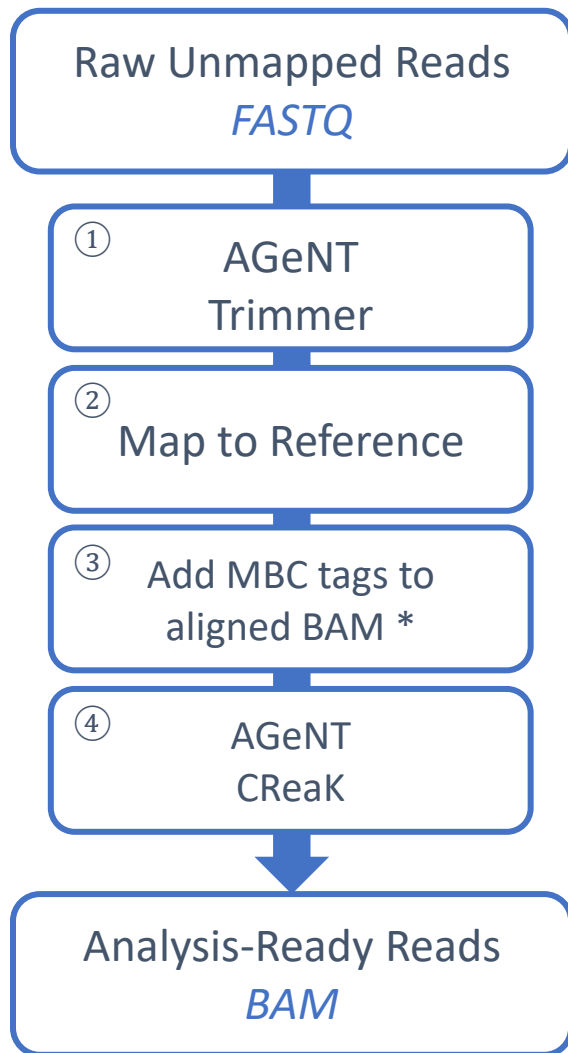 Raw Unmapped Reads
FASTQ
①
AGeNT
Trimmer
②
Map to Reference
③
Add MBC tags to
aligned BAM *
④
AGeNT
CReaK
Analysis-Ready Reads
BAM